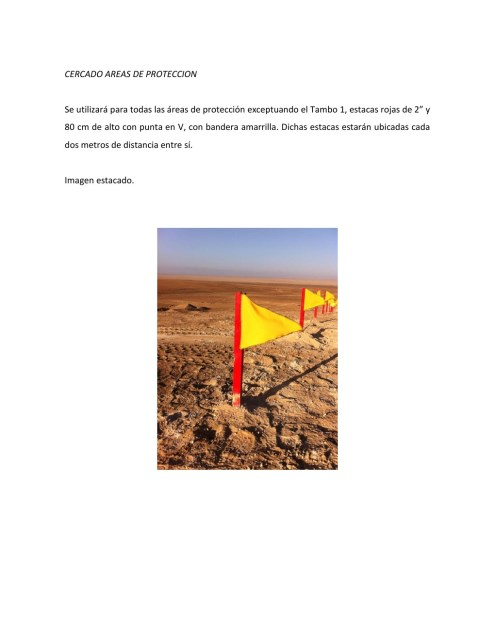 CERCADO AREAS DE PROTECCION
Se utilizará para todas las áreas de protección exceptuando el Tambo 1, estacas rojas de 2” y
80 cm de alto con punta en V, con bandera amarrilla. Dichas estacas estarán ubicadas cada
dos metros de distancia entre sí.
Imagen estacado.